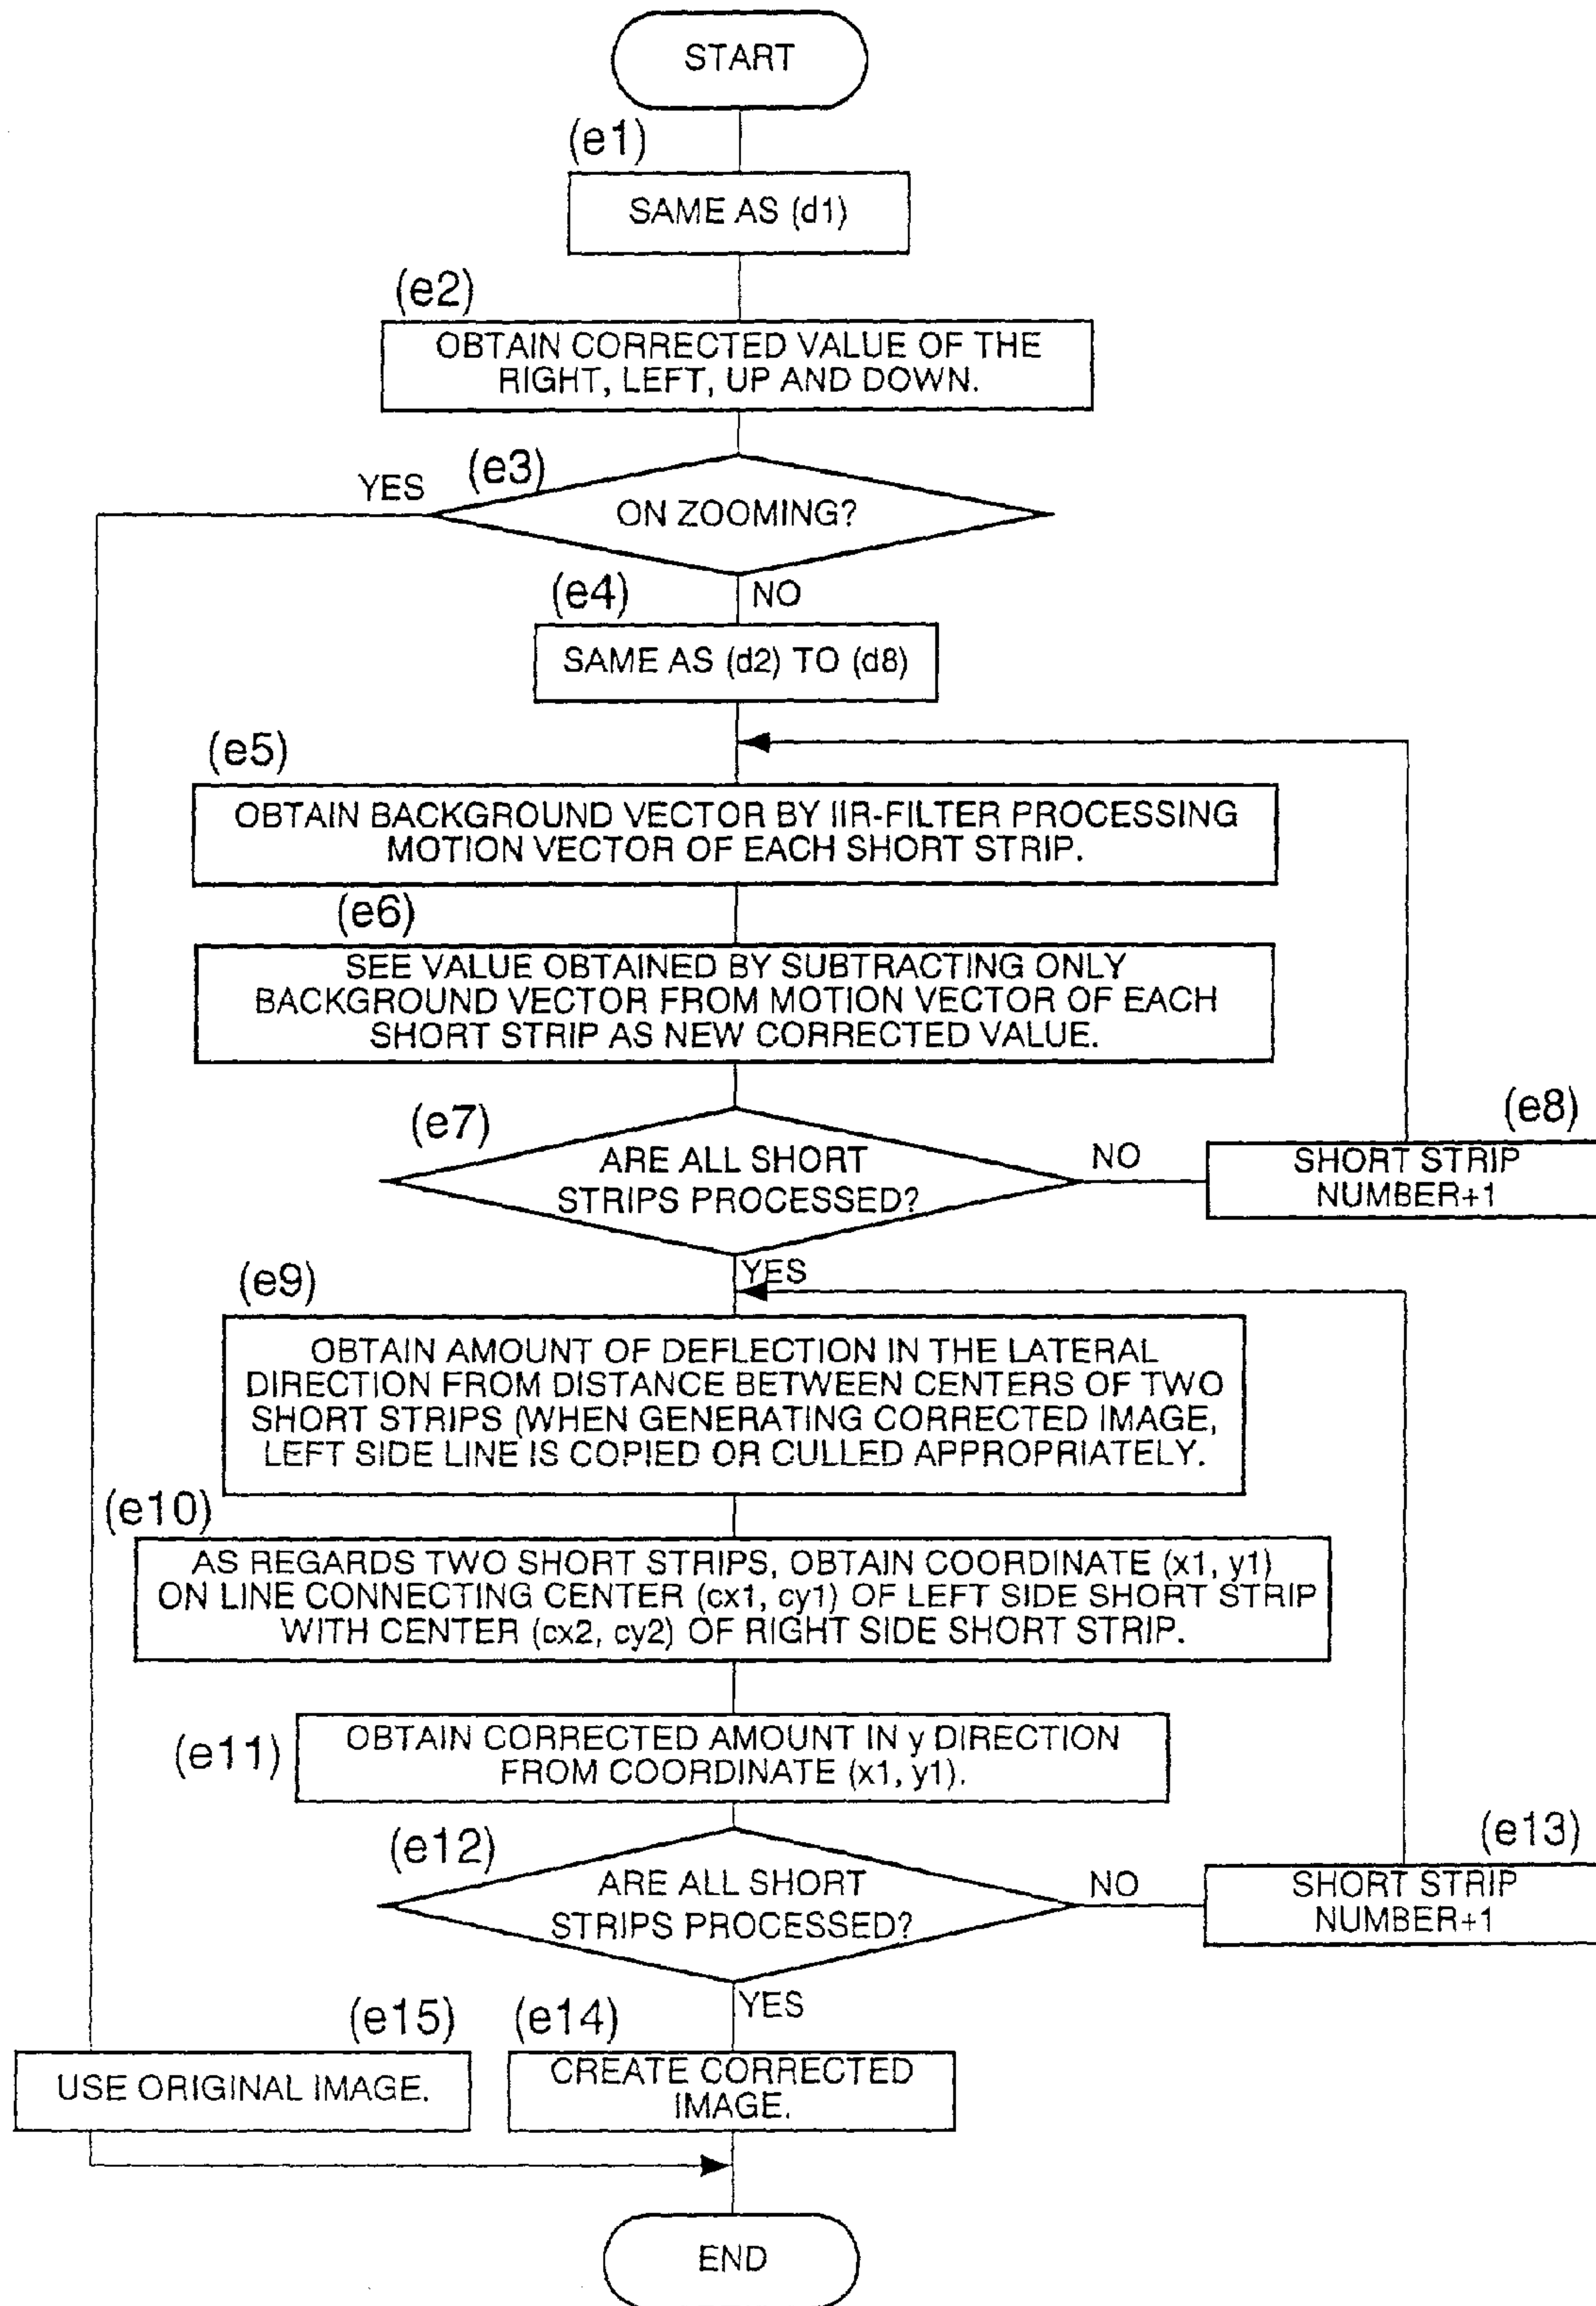 START
(e1)
SAME AS (d1)
(e2)
OBTAIN CORRECTED VALUE OF THE
RIGHT, LEFT, UP AND DOWN.
YES
(e3)
ON ZOOMING?
(e4)
NO
SAME AS (d2) TO (d8)
(e5)
OBTAIN BACKGROUND VECTOR BY IIR-FILTER PROCESSING
MOTION VECTOR OF EACH SHORT STRIP.
(e6)
SEE VALUE OBTAINED BY SUBTRACTING ONLY
BACKGROUND VECTOR FROM MOTION VECTOR OF EACH
SHORT STRIP AS NEW CORRECTED VALUE.
(e7)
ARE ALL SHORT
STRIPS PROCESSED?
NO
(e8)
SHORT STRIP
NUMBER+1
YES
(e9)
OBTAIN AMOUNT OF DEFLECTION IN THE LATERAL
DIRECTION FROM DISTANCE BETWEEN CENTERS OF TWO
SHORT STRIPS (WHEN GENERATING CORRECTED IMAGE,
LEFT SIDE LINE IS COPIED OR CULLED APPROPRIATELY.
(e10)
AS REGARDS TWO SHORT STRIPS, OBTAIN COORDINATE (x1, y1)
ON LINE CONNECTING CENTER (cx1, cy1) OF LEFT SIDE SHORT STRIP
WITH CENTER (cx2, cy2) OF RIGHT SIDE SHORT STRIP.
(e11)
OBTAIN CORRECTED AMOUNT IN y DIRECTION
FROM COORDINATE (x1, y1).
(e12)
ARE ALL SHORT
STRIPS PROCESSED?
NO
(e13)
SHORT STRIP
NUMBER+1
YES
(e15)
USE ORIGINAL IMAGE.
(e14)
CREATE CORRECTED
IMAGE.
END